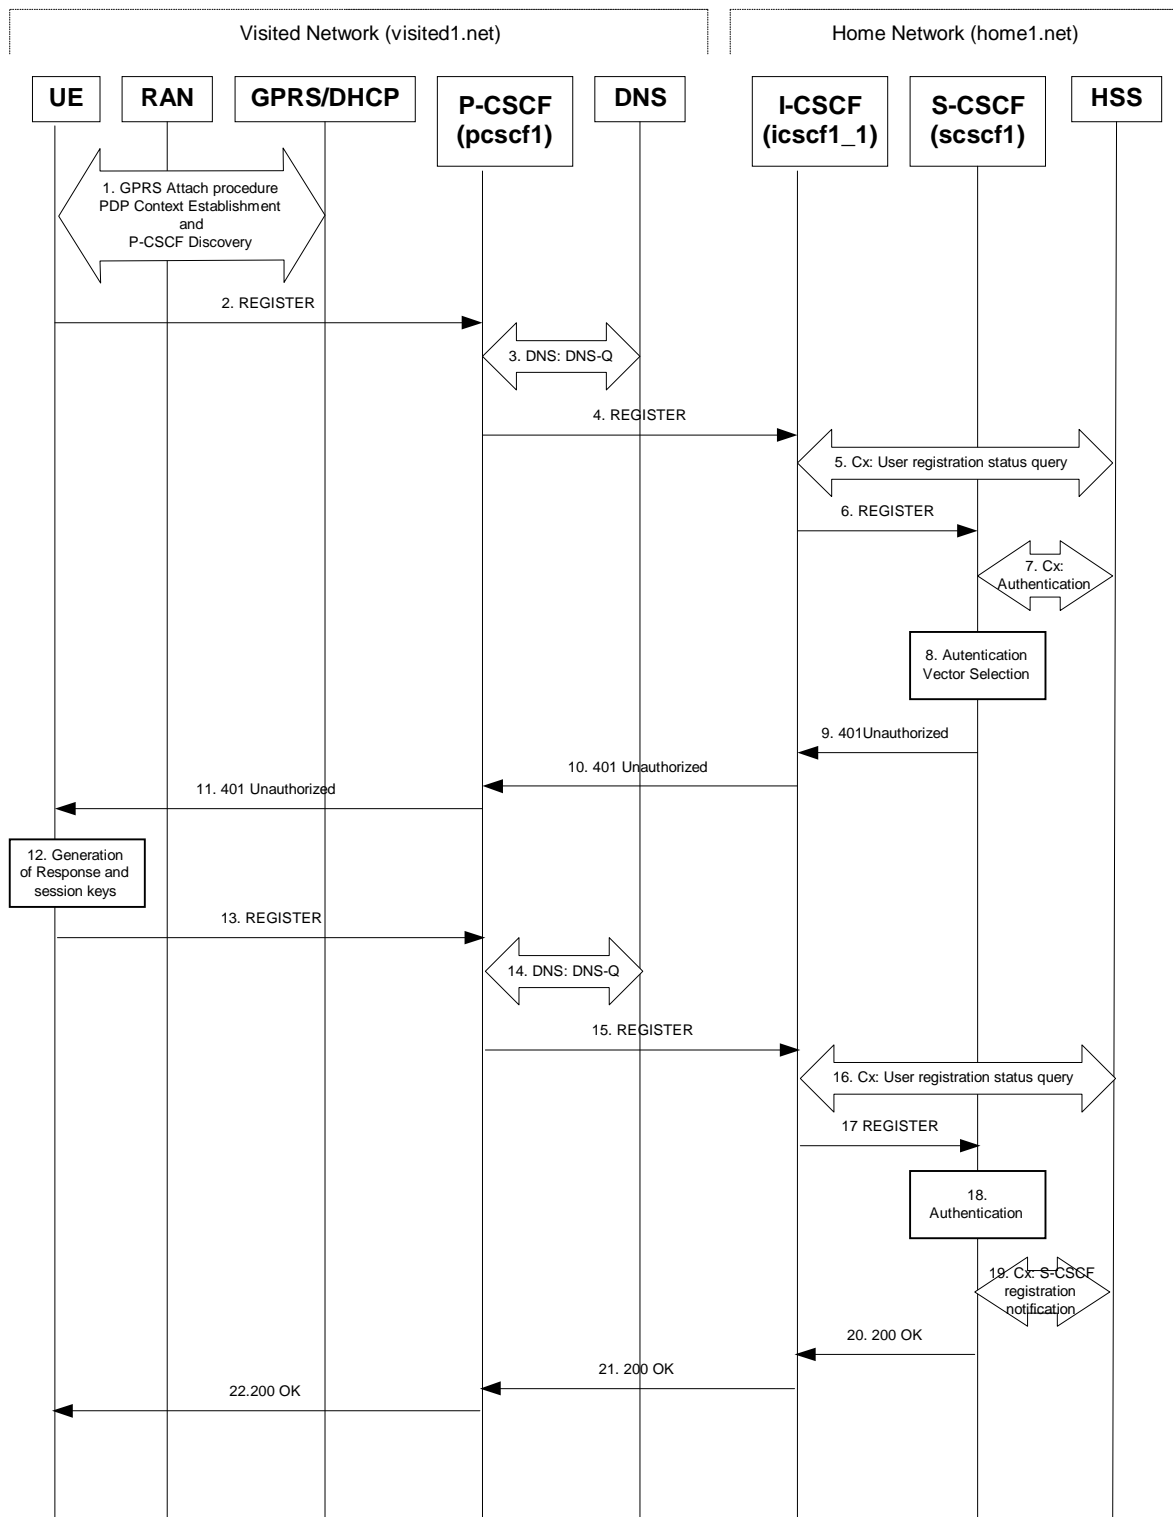 Visited Network (visited1.net)
Home Network (home1.net)
UE
RAN
GPRS/DHCP
P-CSCF
(pcscf1)
DNS
I-CSCF
(icscf1_1)
S-CSCF
(scscf1)
HSS
1. GPRS Attach procedure
PDP Context Establishment
and
P-CSCF Discovery
2. REGISTER
3. DNS: DNS-Q
4. REGISTER
5. Cx: User registration status query
6. REGISTER
7. Cx:
Authentication
8. Autentication
Vector Selection
9. 401Unauthorized
10. 401 Unauthorized
11. 401 Unauthorized
12. Generation
of Response and
session keys
13. REGISTER
14. DNS: DNS-Q
15. REGISTER
16. Cx: User registration status query
17 REGISTER
18.
Authentication
19. Cx: S-CSCF
registration
notification
20. 200 OK
21. 200 OK
22.200 OK